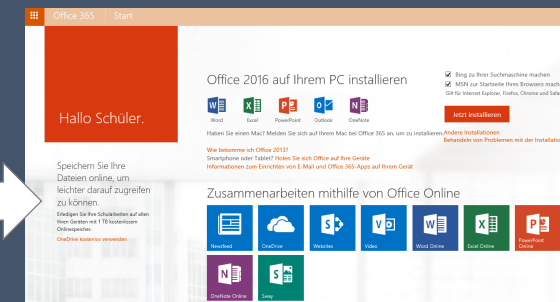 Office 365 Start
Hallo Schüler.
Speichern Sie Ihre
Dateien online, um
leichter darauf zugreifen
zu können.
Erledigen Sie Ihre Schularbeiten auf allen
Ihren Geräten mit 1 TB kostenlosem
Onlinespeicher.
OneDrive kostenlos verwenden
Office 2016 auf Ihrem PC installieren
Word Excel PowerPoint Outlook OneNote
Haben Sie einen Mac? Melden Sie sich auf Ihrem Mac bei Office 365 an, um zu installieren.
Wie bekomme ich Office 2013?
Smartphone oder Tablet? Holen Sie sich Office auf Ihre Geräte
Informationen zum Einrichten von E-Mail und Office 365-Apps auf Ihrem Gerät
Bing zu Ihrer Suchmaschine machen
MSN zur Startseite Ihres Browsers mach
Gilt für Internet Explorer, Firefox, Chrome und Safa
Jetzt installieren
Andere Installationen
Behandeln von Problemen mit der Installatio
Zusammenarbeiten mithilfe von Office Online
Newsfeed OneDrive Websites Video Word Online Excel Online PowerPoint
Online
OneNote Online Sway